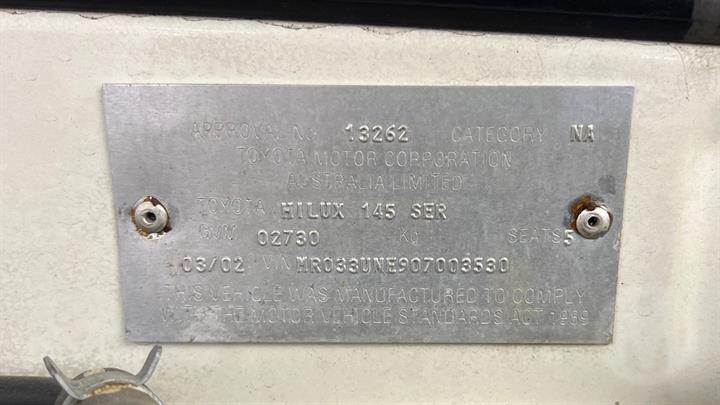 APPROVAL No 13262 CATEGORY NA
TOYOTA MOTOR CORPORATION
AUSTRALIA LIMITED
TOYOTA HILUX 145 SER
GVM 02730 KG SEATS 5
03/02 VIN MR033UNE907003530
THIS VEHICLE WAS MANUFACTURED TO COMPLY
WITH THE MOTOR VEHICLE STANDARDS ACT 1989